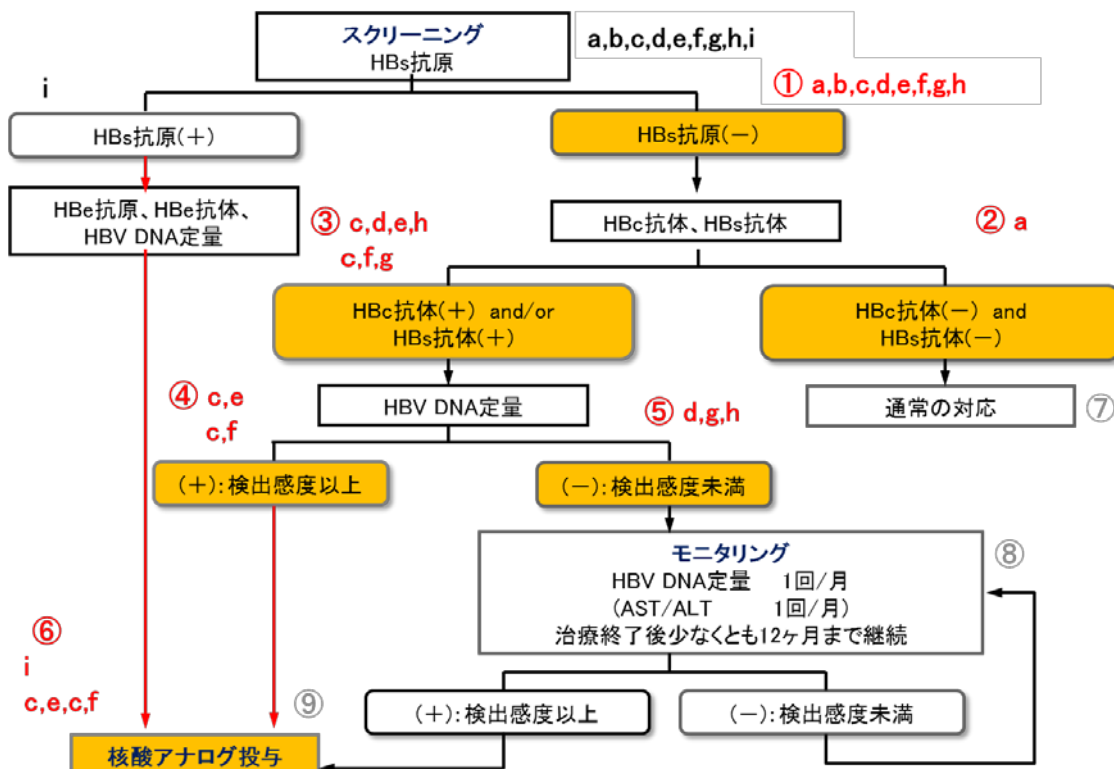 スクリーニング
HBs抗原
a,b,c,d,e,f,g,h,i
① a,b,c,d,e,f,g,h
i
HBs抗原(+)
HBs抗原(-)
HBe抗原、HBe抗体、
HBV DNA定量
③ c,d,e,h
c,f,g
HBc抗体、HBs抗体
② a
HBc抗体(+) and/or
HBs抗体(+)
HBc抗体(-) and
HBs抗体(-)
④ c,e
c,f
HBV DNA定量
⑤ d,g,h
通常の対応
⑦
(+):検出感度以上
(-):検出感度未満
モニタリング
⑧
HBV DNA定量 1回/月
(AST/ALT 1回/月)
治療終了後少なくとも12ヶ月まで継続
⑥
i
c,e,c,f
⑨
(+):検出感度以上
(-):検出感度未満
核酸アナログ投与